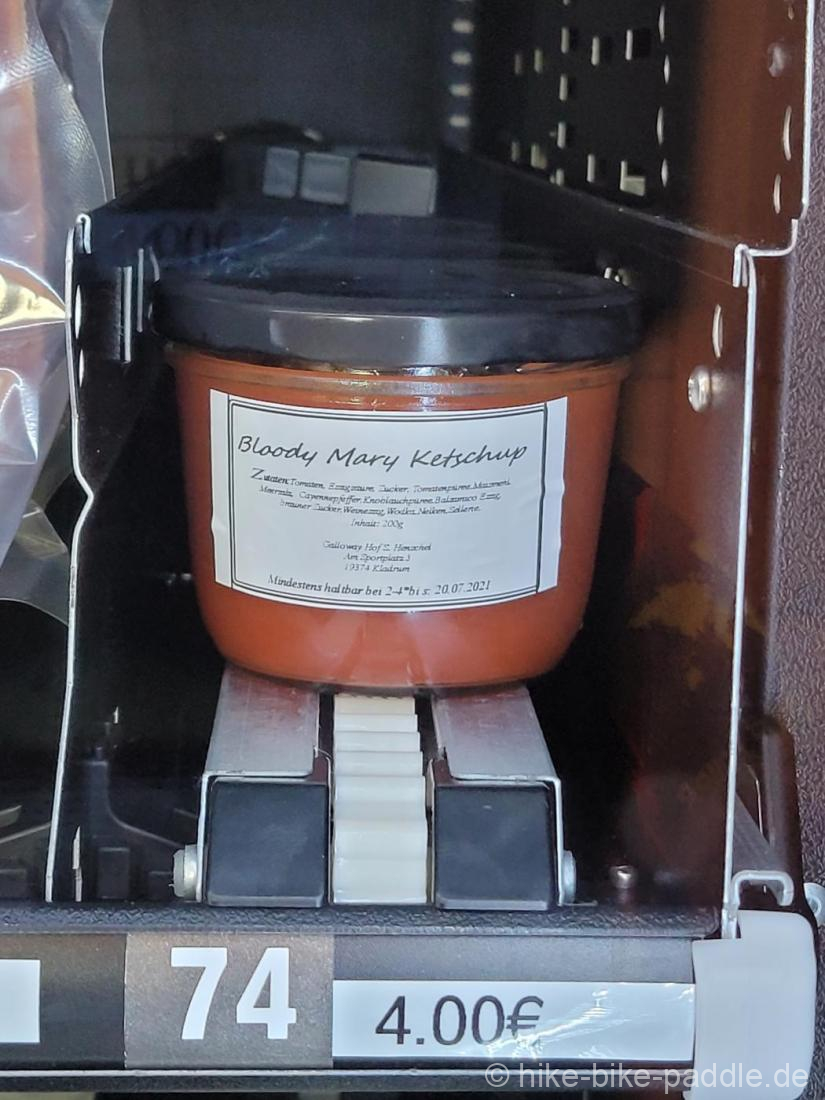 Bloody Mary Ketschup
Zutaten: Tomaten, Essigsäure, Zucker, Tomatenpüree, Maismehl,
Meersalz, Cayennepfeffer, Knoblauchpüree, Balsamico Essig,
brauner Zucker, Weinessig, Wodka, Nelken, Sellerie.
Inhalt: 200g
Galloway Hof S. Henschel
Am Sportplatz 3
19374 Kladrum
Mindestens haltbar bei 2-4° bis: 20.07.2021
74
4.00€
© hike-bike-paddle.de